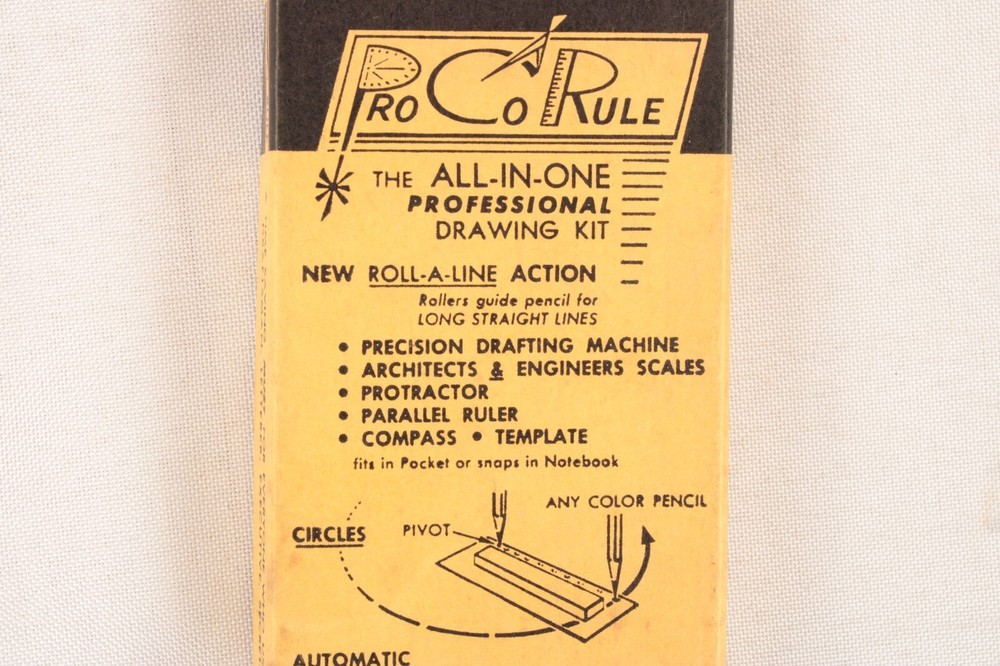 PRO CO RULE
THE ALL-IN-ONE
PROFESSIONAL
DRAWING KIT
NEW ROLL-A-LINE ACTION
Rollers guide pencil for
LONG STRAIGHT LINES
• PRECISION DRAFTING MACHINE
• ARCHITECTS & ENGINEERS SCALES
• PROTRACTOR
• PARALLEL RULER
• COMPASS • TEMPLATE
fits in Pocket or snaps in Notebook
ANY COLOR PENCIL
CIRCLES PIVOT
AUTOMATIC